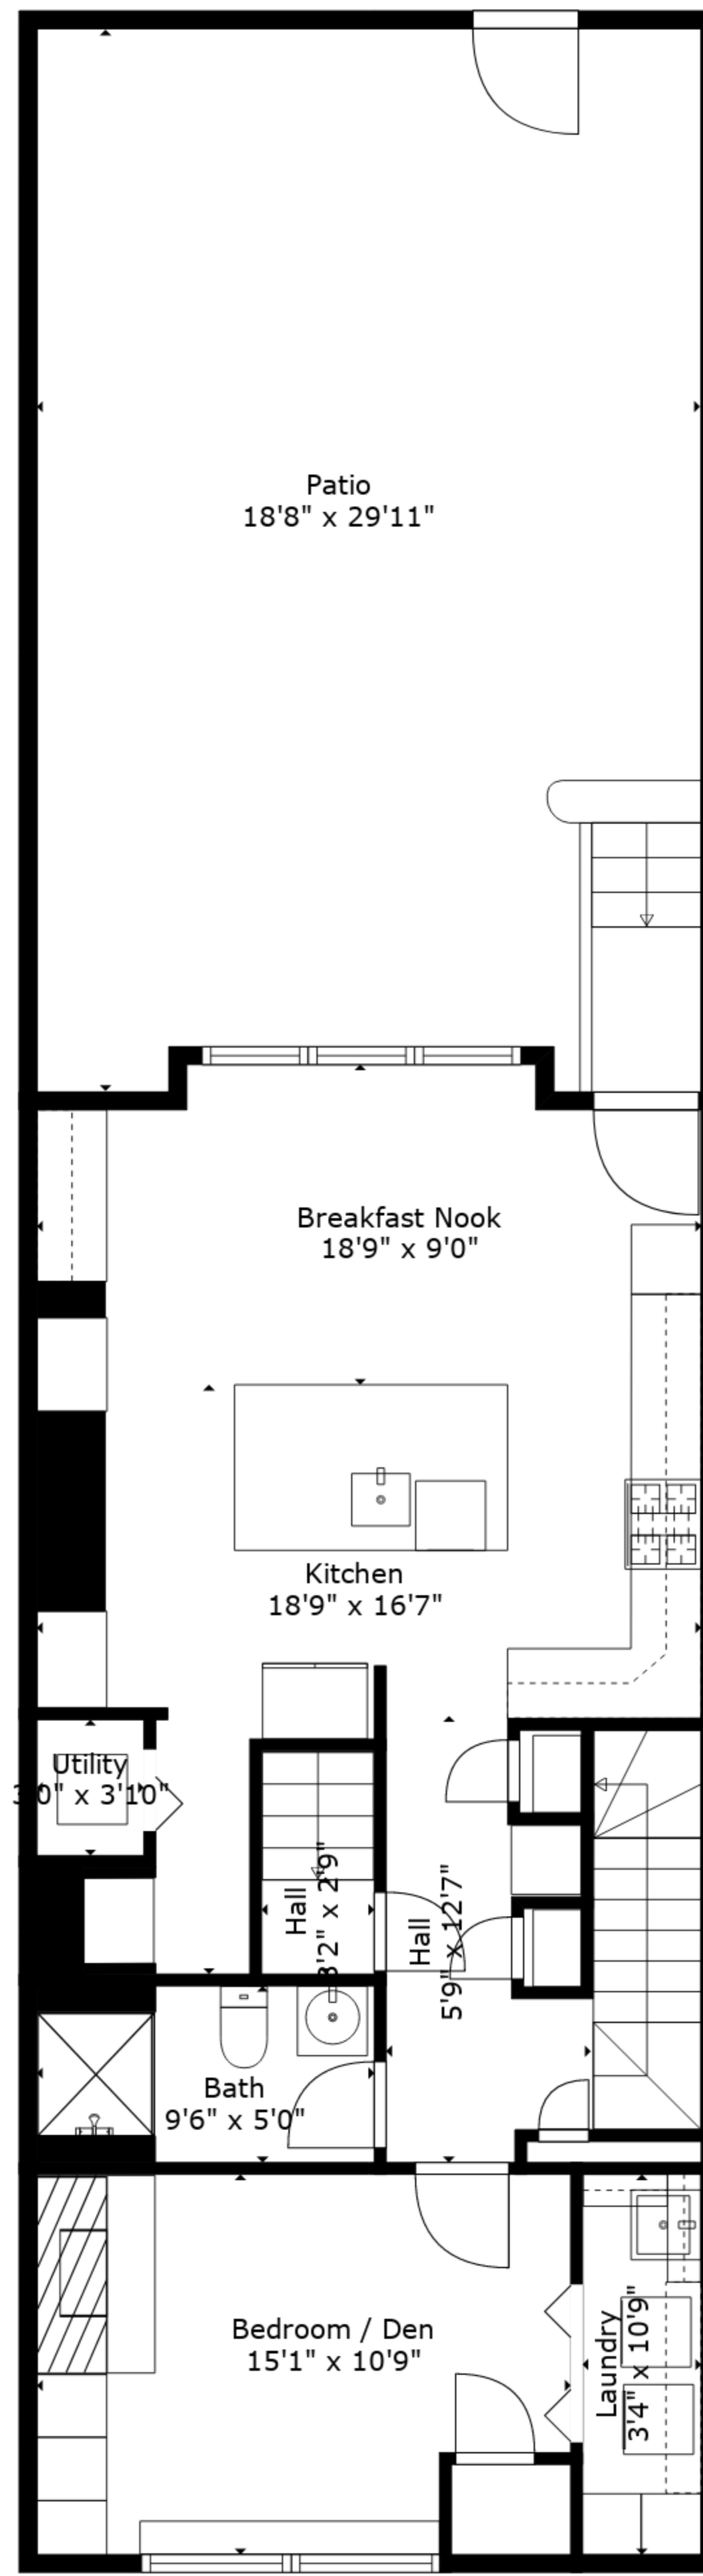 Patio
18'8" x 29'11"
Breakfast Nook
18'9" x 9'0"
Kitchen
18'9" x 16'7"
Utility
3'0" x 3'10"
Hall
3'2" x 2'9"
Hall
5'9" x 12'7"
Bath
9'6" x 5'0"
Bedroom / Den
15'1" x 10'9"
Laundry
3'4" x 10'9"